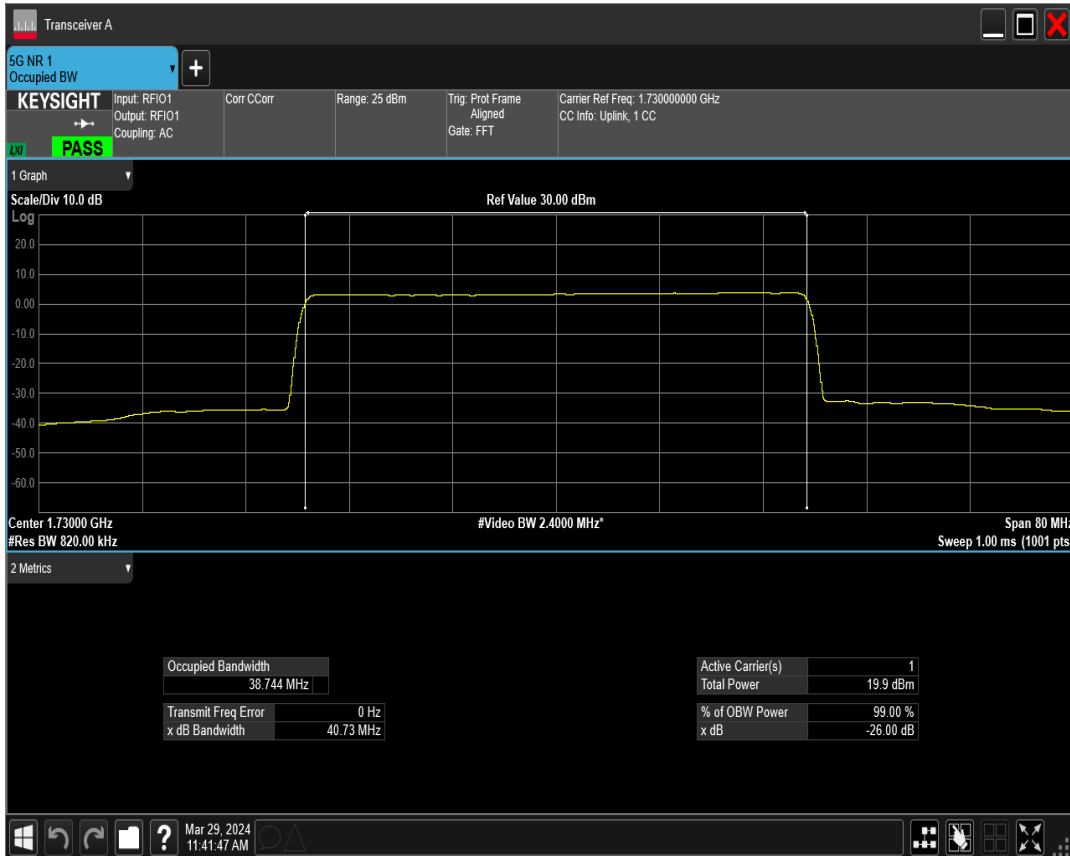 Transceiver A
5G NR 1
Occupied BW
KEYSIGHT
Input: RFIO1
Output: RFIO1
Coupling: AC
Corr CCorr
Range: 25 dBm
Trig: Prot Frame
Aligned
Gate: FFT
Carrier Ref Freq: 1.730000000 GHz
CC Info: Uplink, 1 CC
LXI
PASS
1 Graph
Scale/Div 10.0 dB
Ref Value 30.00 dBm
Log
20.0
10.0
0.00
-10.0
-20.0
-30.0
-40.0
-50.0
-60.0
Center 1.73000 GHz
#Video BW 2.4000 MHz*
Span 80 MHz
#Res BW 820.00 kHz
Sweep 1.00 ms (1001 pts
2 Metrics
Occupied Bandwidth
38.744 MHz
Transmit Freq Error 0 Hz
x dB Bandwidth 40.73 MHz
Active Carrier(s) 1
Total Power 19.9 dBm
% of OBW Power 99.00 %
x dB -26.00 dB
?
Mar 29, 2024
11:41:47 AM